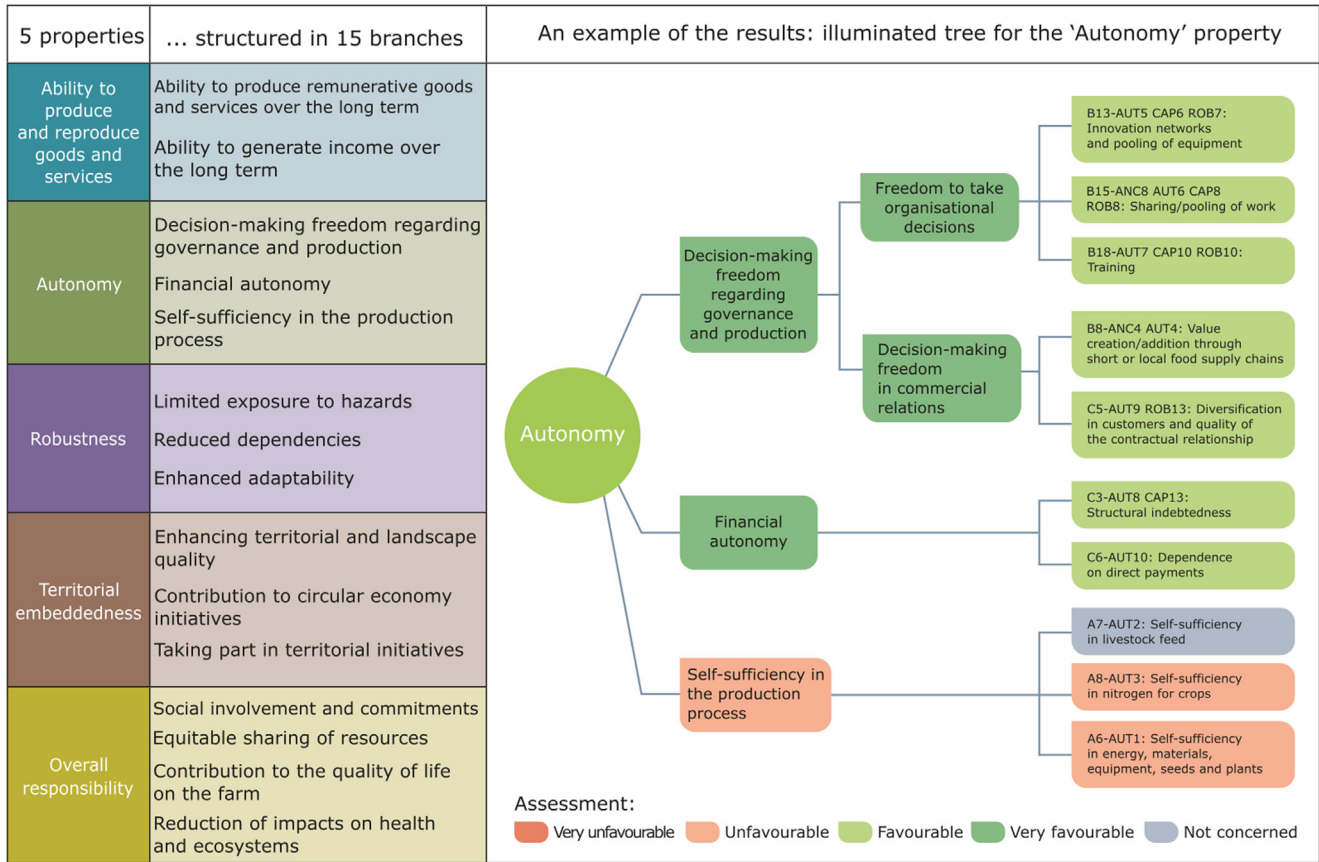 5 properties
... structured in 15 branches
An example of the results: illuminated tree for the ‘Autonomy’ property
Ability to
produce
and reproduce
goods and
services
Ability to produce remunerative goods
and services over the long term
Ability to generate income over
the long term
Autonomy
Decision-making freedom regarding
governance and production
Financial autonomy
Self-sufficiency in the production
process
Robustness
Limited exposure to hazards
Reduced dependencies
Enhanced adaptability
Territorial
embeddedness
Enhancing territorial and landscape
quality
Contribution to circular economy
initiatives
Taking part in territorial initiatives
Overall
responsibility
Social involvement and commitments
Equitable sharing of resources
Contribution to the quality of life
on the farm
Reduction of impacts on health
and ecosystems
Autonomy
Decision-making
freedom
regarding
governance
and production
Freedom to take
organisational
decisions
B13-AUT5 CAP6 ROB7:
Innovation networks
and pooling of equipment
B15-ANC8 AUT6 CAP8
ROB8: Sharing/pooling of work
B18-AUT7 CAP10 ROB10:
Training
Decision-making
freedom
in commercial
relations
B8-ANC4 AUT4: Value
creation/addition through
short or local food supply chains
C5-AUT9 ROB13: Diversification
in customers and quality of
the contractual relationship
Financial
autonomy
C3-AUT8 CAP13:
Structural indebtedness
C6-AUT10: Dependence
on direct payments
Self-sufficiency in
the production
process
A7-AUT2: Self-sufficiency
in livestock feed
A8-AUT3: Self-sufficiency
in nitrogen for crops
A6-AUT1: Self-sufficiency
in energy, materials,
equipment, seeds and plants
Assessment:
Very unfavourable
Unfavourable
Favourable
Very favourable
Not concerned